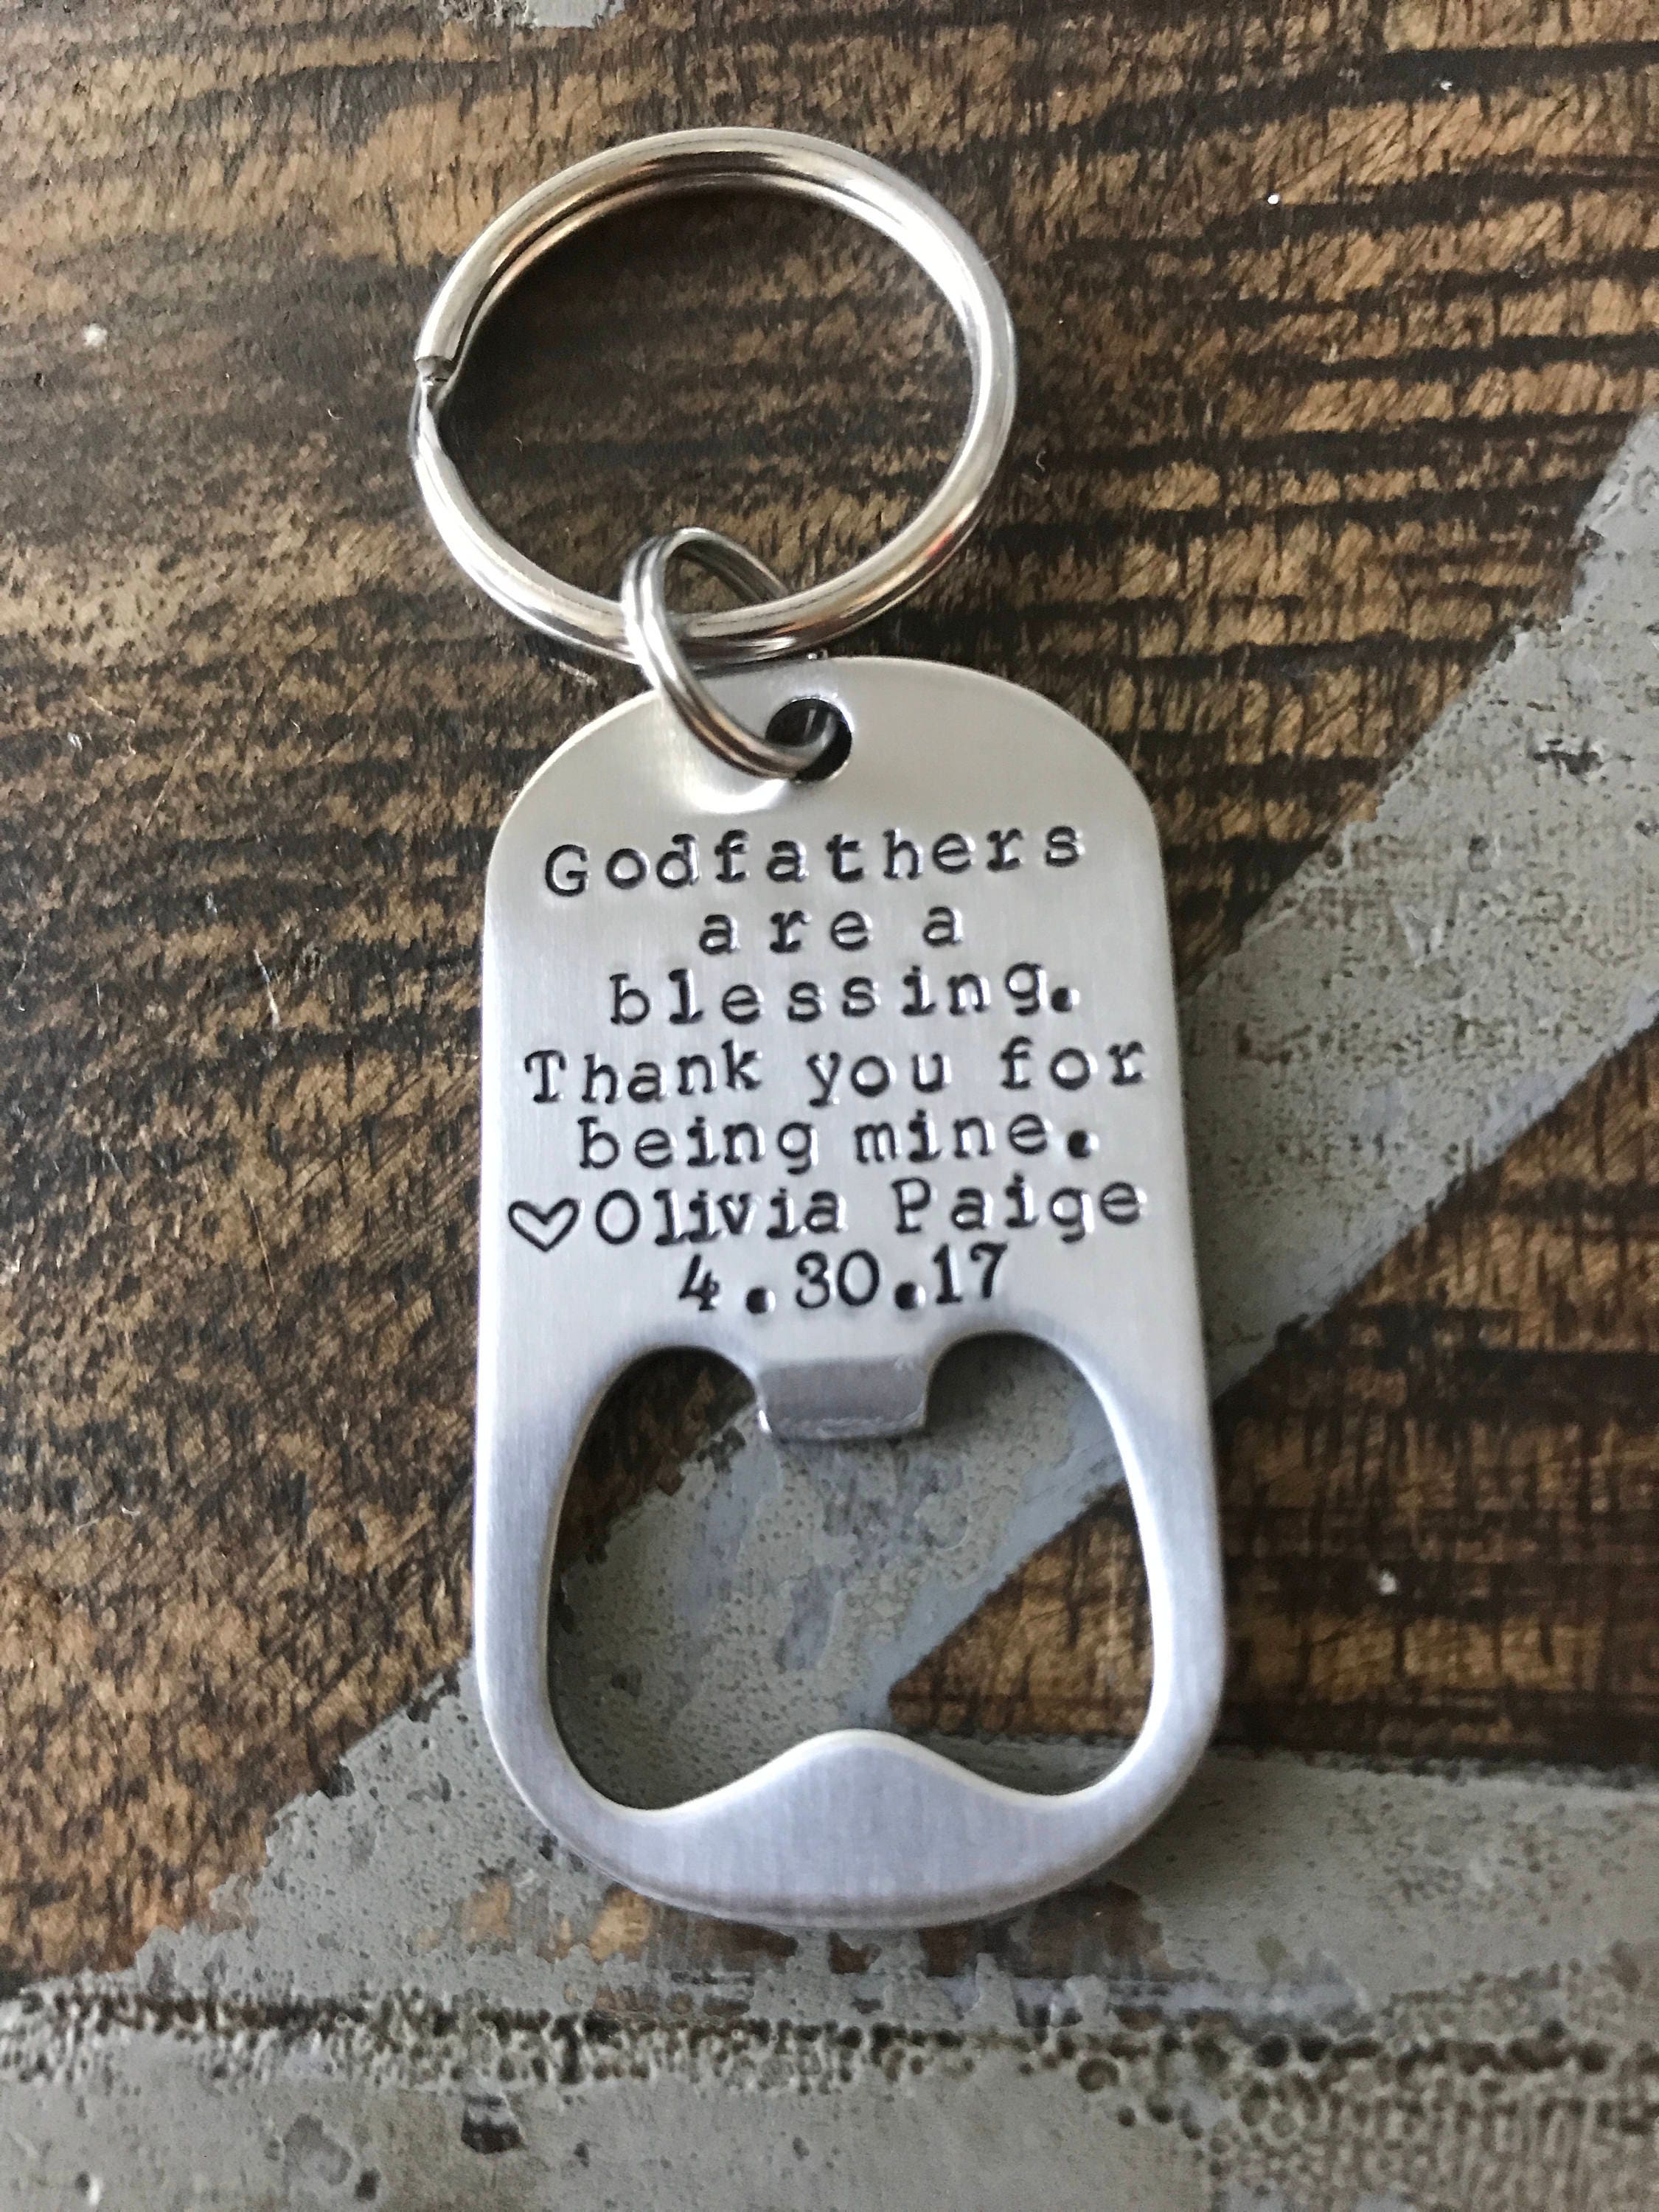 Godfathers
are a
blessing.
Thank you for
being mine.
♡Olivia Paige
4.30.17